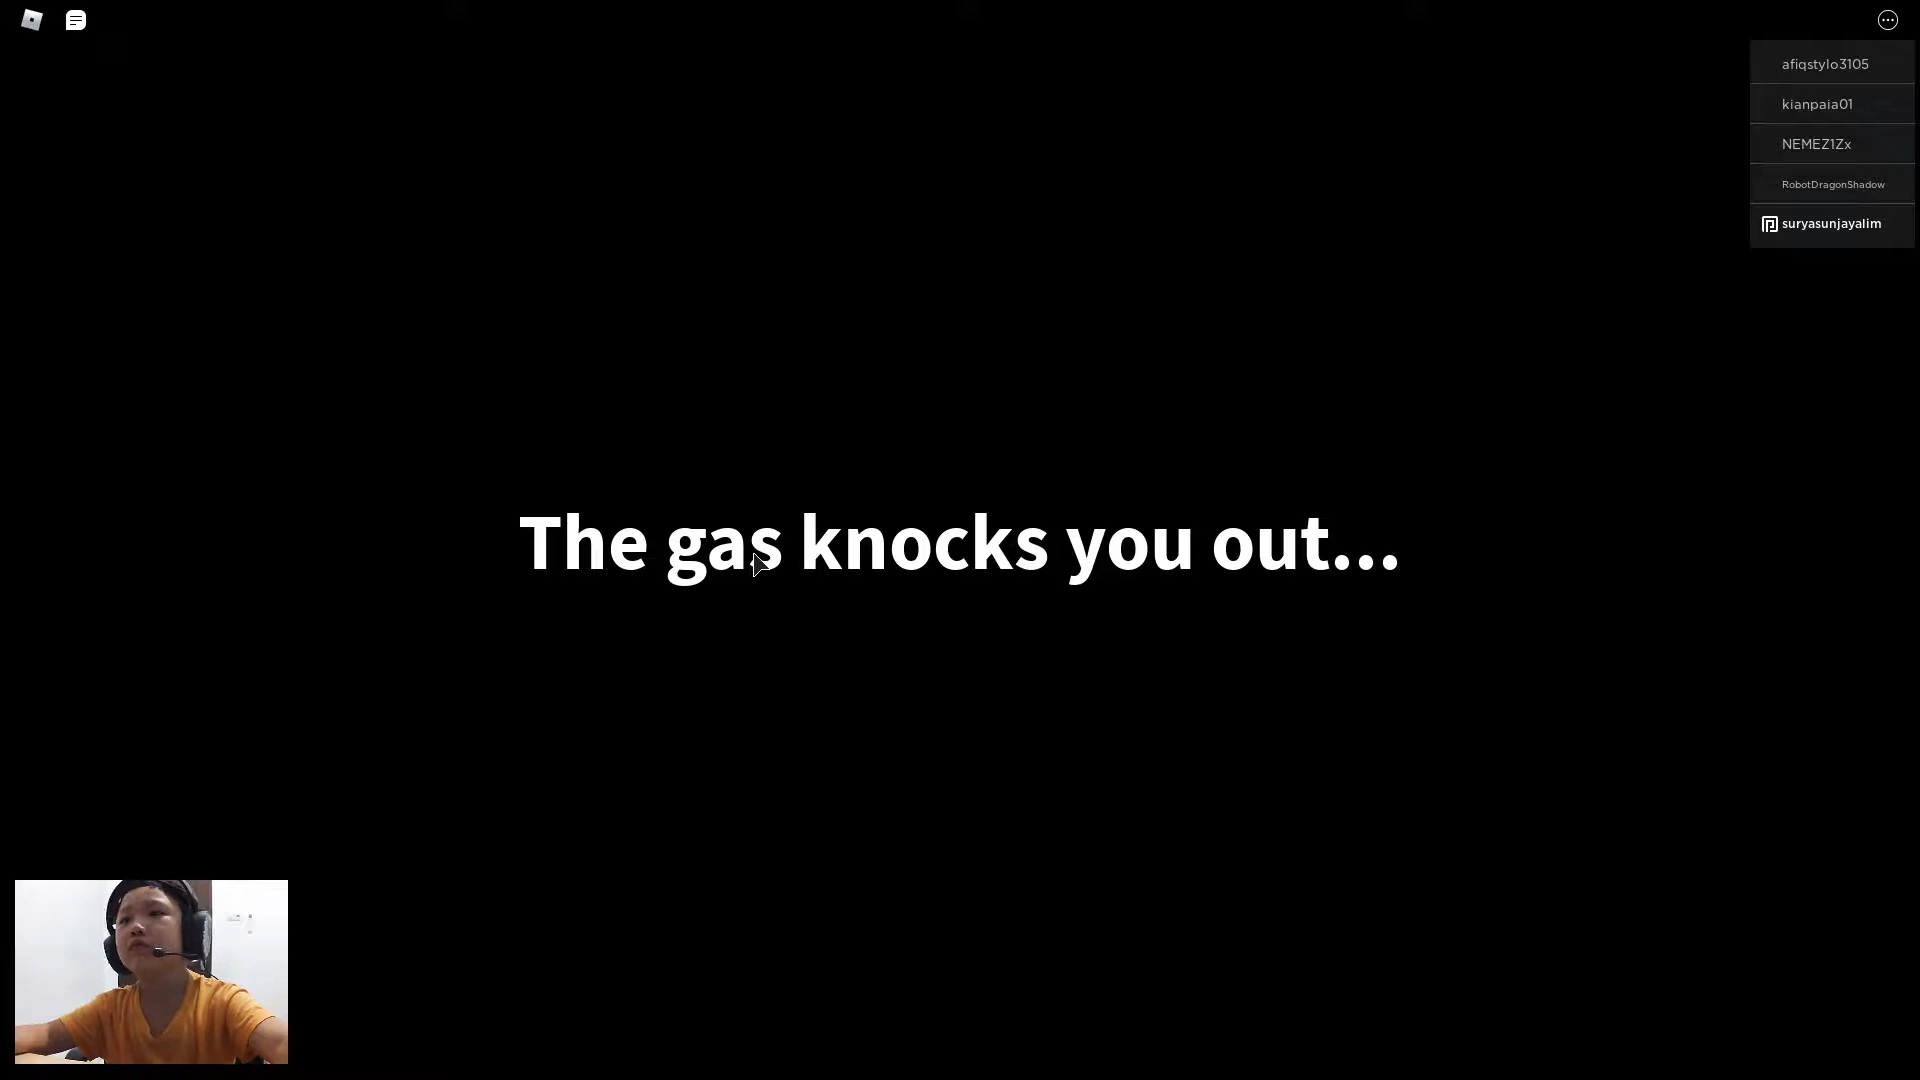 afiqstylo3105
kianpaia01
NEMEZ1Zx
RobotDragonShadow
suryasunjayalim
The gas knocks you out...